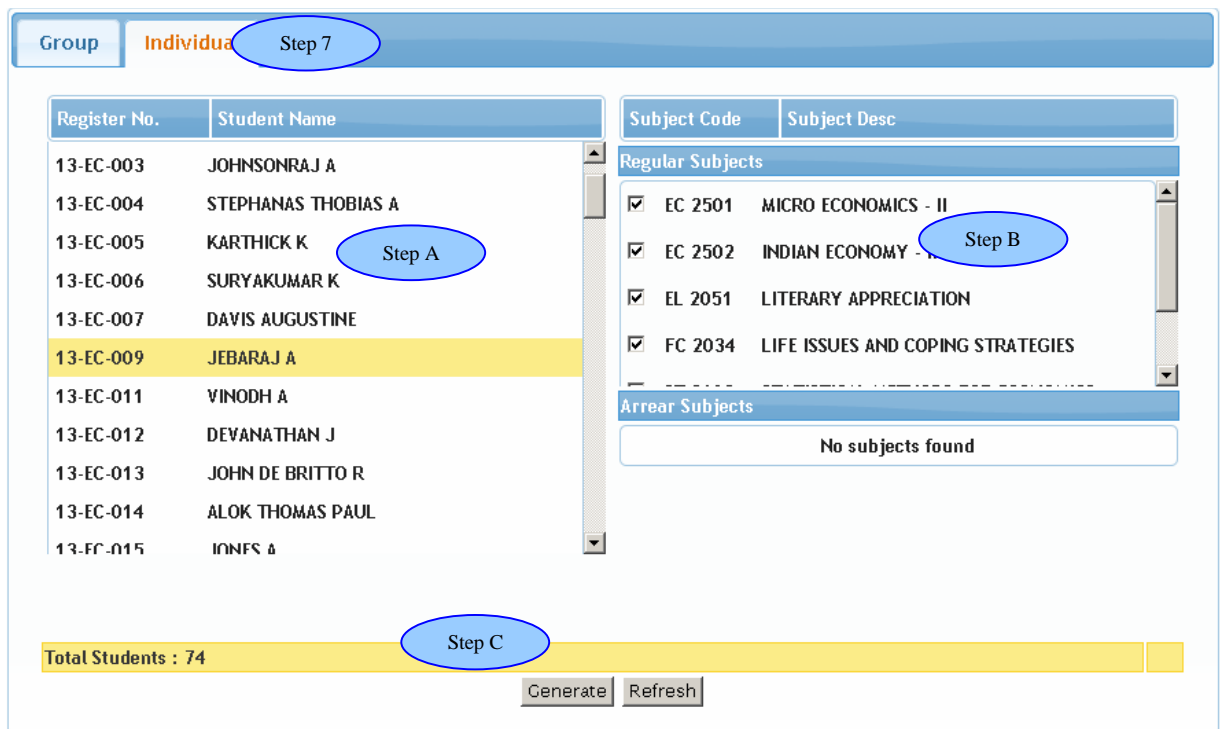 Group Individua Step 7
Register No. Student Name
13-EC-003 JOHNSONRAJ A
13-EC-004 STEPHANAS THOBIAS A
13-EC-005 KARTHICK K
Step A
13-EC-006 SURYAKUMAR K
13-EC-007 DAVIS AUGUSTINE
13-EC-009 JEBARAJ A
13-EC-011 VINODH A
13-EC-012 DEVANATHAN J
13-EC-013 JOHN DE BRITTO R
13-EC-014 ALOK THOMAS PAUL
13-EC-015 JONES A
Subject Code Subject Desc
Regular Subjects
EC 2501 MICRO ECONOMICS - II
Step B
EC 2502 INDIAN ECONOMY -
EL 2051 LITERARY APPRECIATION
FC 2034 LIFE ISSUES AND COPING STRATEGIES
Arrear Subjects
No subjects found
Step C
Total Students : 74
Generate Refresh